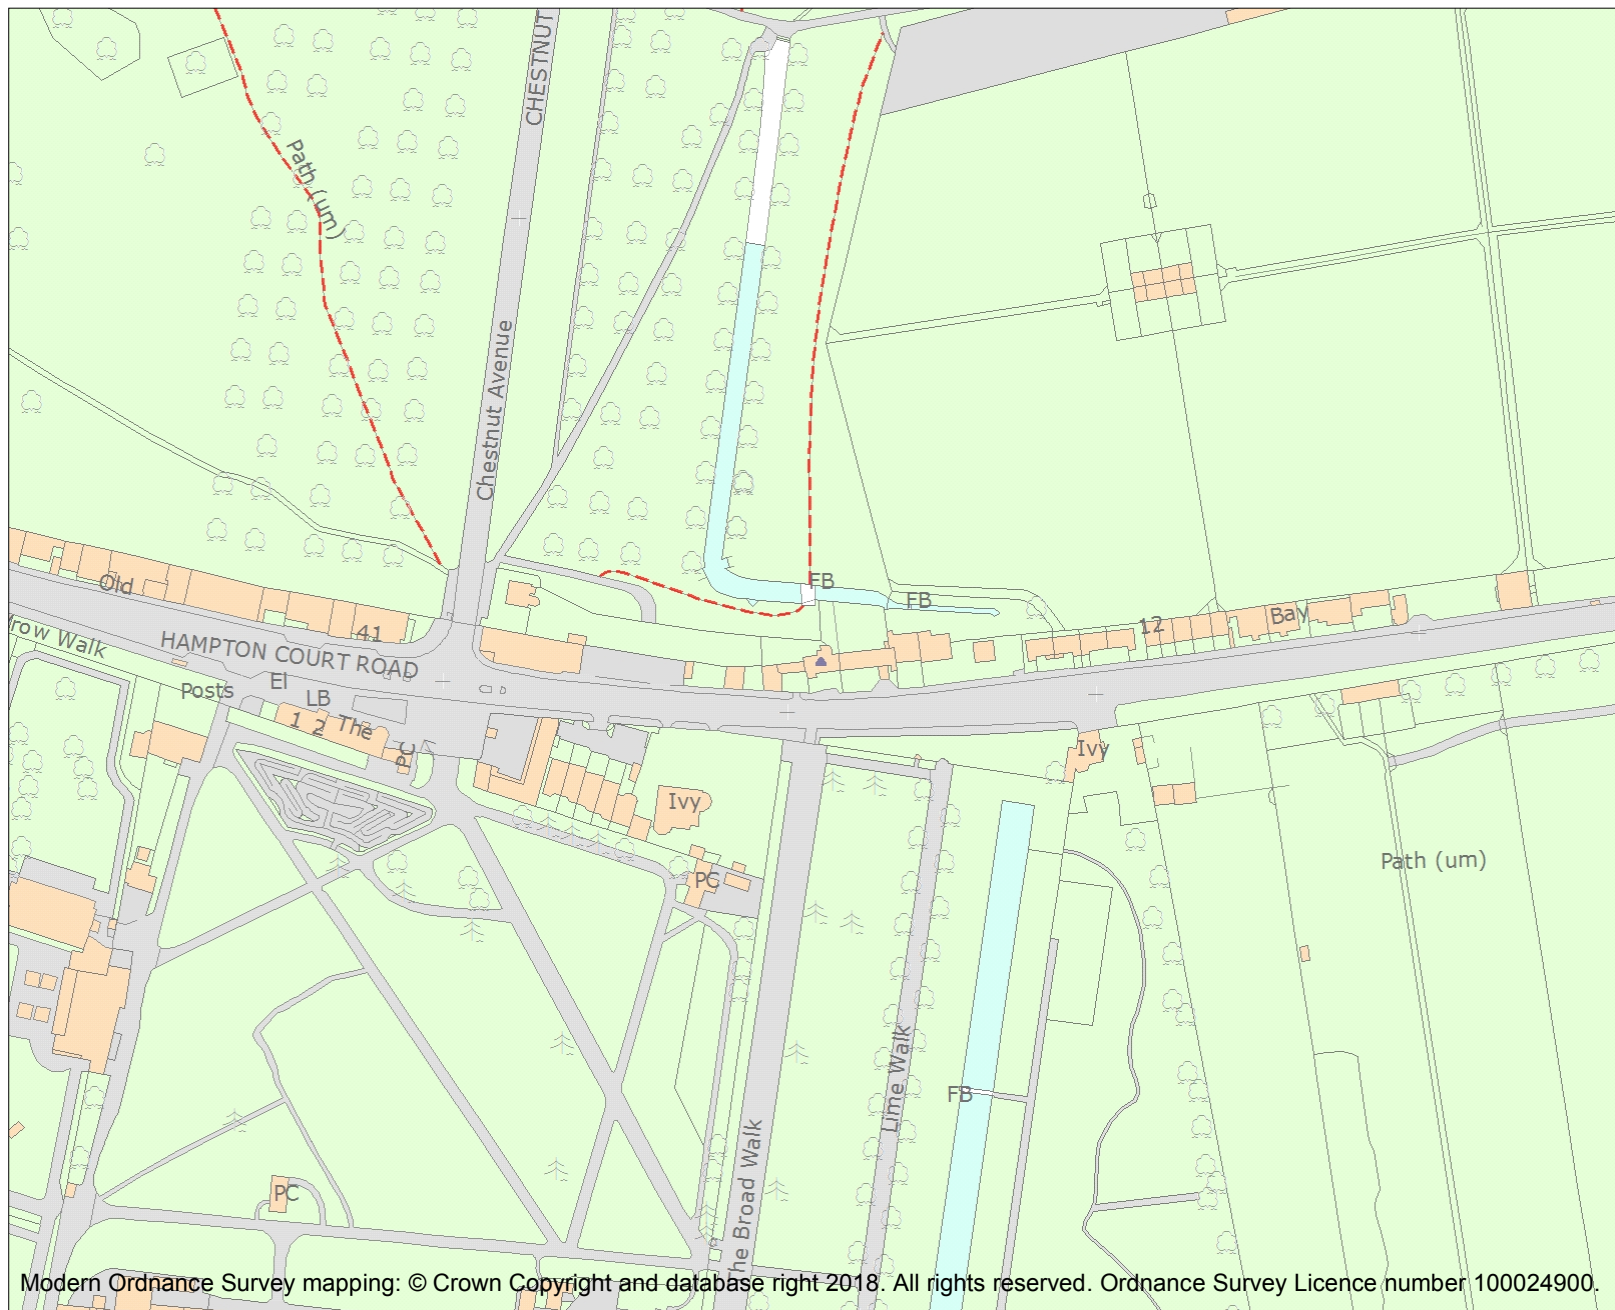 CHESTNUT
Path (um)
Chestnut Avenue
FB
FB
Old
41
12
Bay
row Walk
HAMPTON COURT ROAD
Posts
El
LB
1
2
The
PC
Ivy
Ivy
PC
Path (um)
Lime Walk
FB
The Broad Walk
PC
Modern Ordnance Survey mapping: © Crown Copyright and database right 2018. All rights reserved. Ordnance Survey Licence number 100024900.